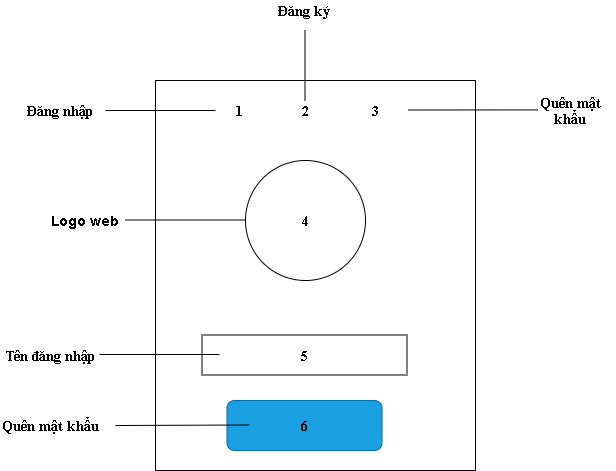 Đăng ký
Đăng nhập
1
2
3
Quên mật
khẩu
Logo web
4
Tên đăng nhập
5
Quên mật khẩu
6